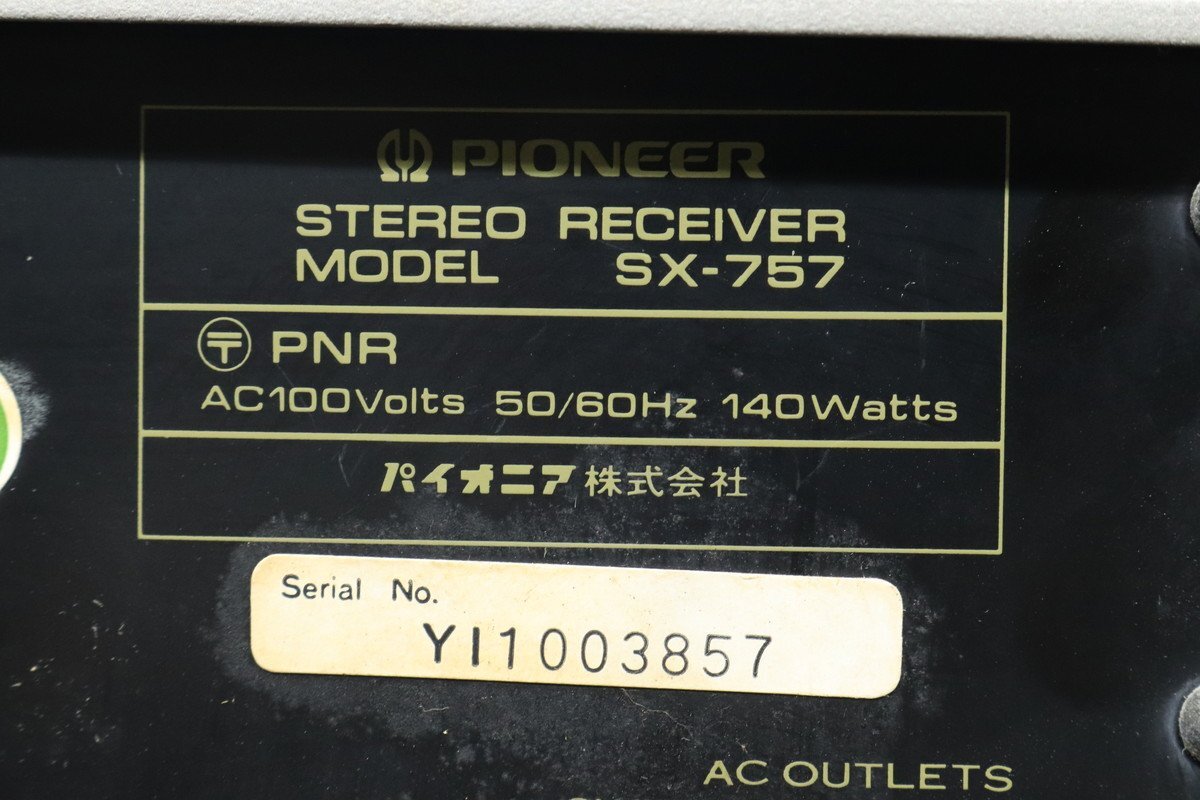 PIONEER
STEREO RECEIVER
MODEL SX-757
〶 PNR
AC100Volts 50/60Hz 140Watts
パイオニア株式会社
Serial No.
YI1003857
AC OUTLETS